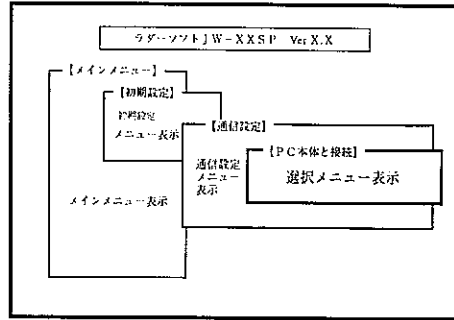 ラダーソフトJW-XXSP Ver X.X
【メインメニュー】
【初期設定】
初期設定
メニュー表示
【通信設定】
通信設定
メニュー
表示
【PC本体と接続】
選択メニュー表示
メインメニュー表示